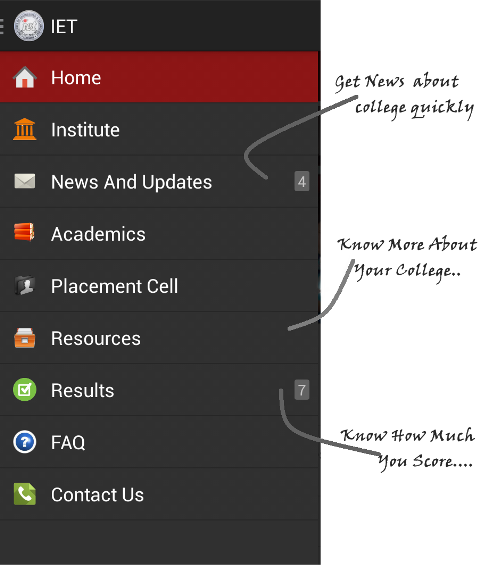 IET
Home
Institute
News And Updates 4
Academics
Placement Cell
Resources
Results 7
FAQ
Contact Us
Get News about
college quickly
Know More About
Your College..
Know How Much
You Score....